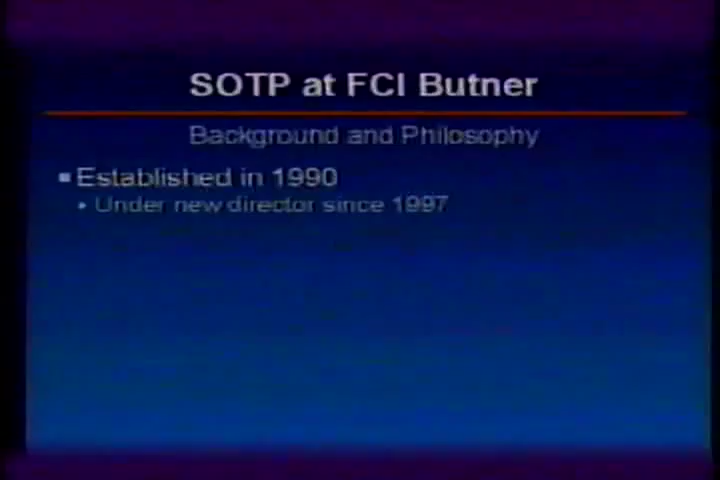 SOTP at FCI Butner
Background and Philosophy
Established in 1990
Under new director since 1997